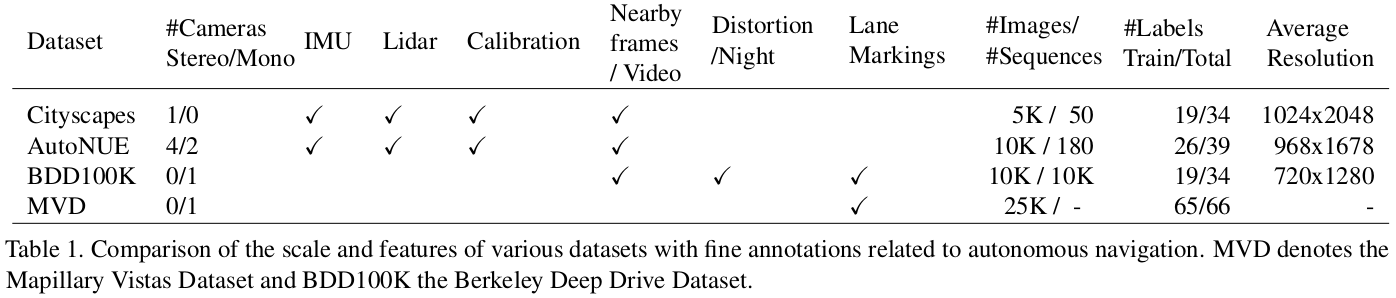 Dataset #Cameras Stereo/Mono IMU Lidar Calibration Nearby frames / Video Distortion /Night Lane Markings #Images/ #Sequences #Labels Train/Total Average Resolution
Cityscapes 1/0 ✓ ✓ ✓ ✓ 5K / 50 19/34 1024x2048
AutoNUE 4/2 ✓ ✓ ✓ ✓ 10K / 180 26/39 968x1678
BDD100K 0/1 ✓ ✓ ✓ 10K / 10K 19/34 720x1280
MVD 0/1 ✓ 25K / - 65/66 -
Table 1. Comparison of the scale and features of various datasets with fine annotations related to autonomous navigation. MVD denotes the
Mapillary Vistas Dataset and BDD100K the Berkeley Deep Drive Dataset.